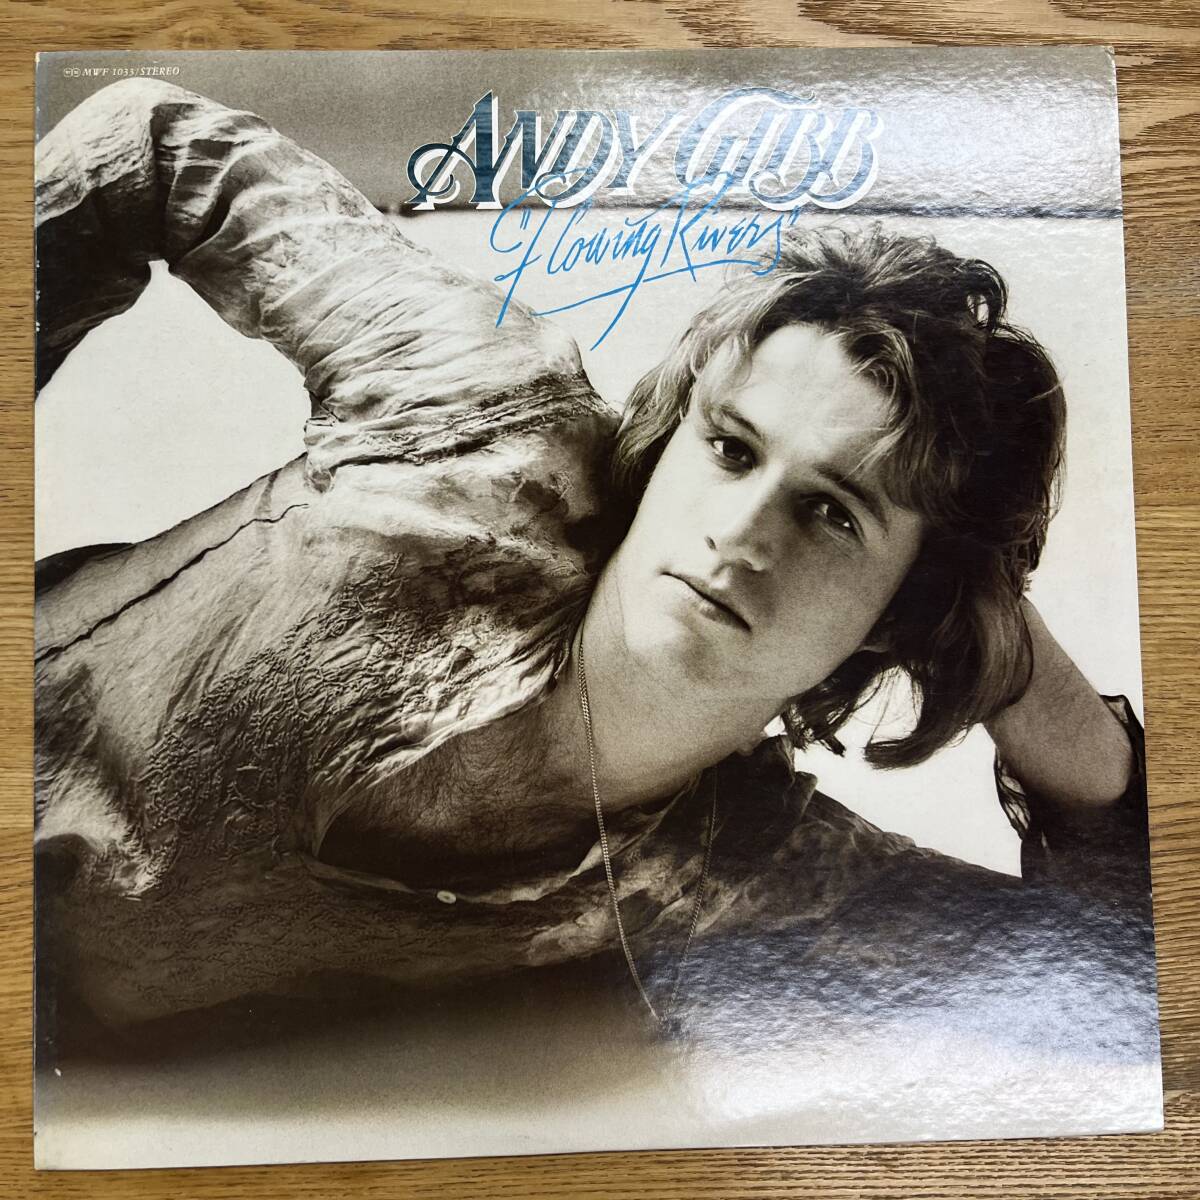 MWF 1033/STEREO
ANDY GIBB
"Flowing Rivers"